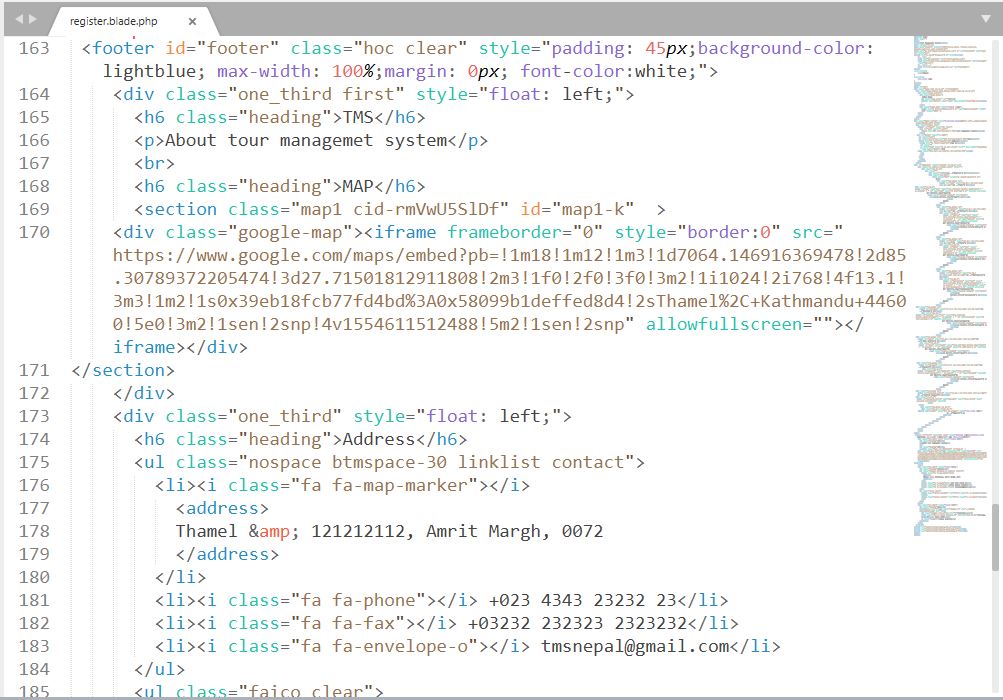 register.blade.php ×
163 <footer id="footer" class="hoc clear" style="padding: 45px;background-color:
lightblue; max-width: 100%;margin: 0px; font-color:white;">
164 <div class="one_third first" style="float: left;">
165 <h6 class="heading">TMS</h6>
166 <p>About tour managemet system</p>
167 <br>
168 <h6 class="heading">MAP</h6>
169 <section class="map1 cid-rmVwU5SlDf" id="map1-k"  >
170 <div class="google-map"><iframe frameborder="0" style="border:0" src="
https://www.google.com/maps/embed?pb=!1m18!1m12!1m3!1d7064.146916369478!2d85
.30789372205474!3d27.71501812911808!2m3!1f0!2f0!3f0!3m2!1i1024!2i768!4f13.1!
3m3!1m2!1s0x39eb18fcb77fd4bd%3A0x58099b1deffed8d4!2sThamel%2C+Kathmandu+4460
0!5e0!3m2!1sen!2snp!4v1554611512488!5m2!1sen!2snp" allowfullscreen=""></
iframe></div>
171 </section>
172 </div>
173 <div class="one_third" style="float: left;">
174 <h6 class="heading">Address</h6>
175 <ul class="nospace btmspace-30 linklist contact">
176 <li><i class="fa fa-map-marker"></i>
177 <address>
178 Thamel &amp; 121212112, Amrit Margh, 0072
179 </address>
180 </li>
181 <li><i class="fa fa-phone"></i> +023 4343 23232 23</li>
182 <li><i class="fa fa-fax"></i> +03232 232323 2323232</li>
183 <li><i class="fa fa-envelope-o"></i> tmsnepal@gmail.com</li>
184 </ul>
185 <ul class="faico clear">